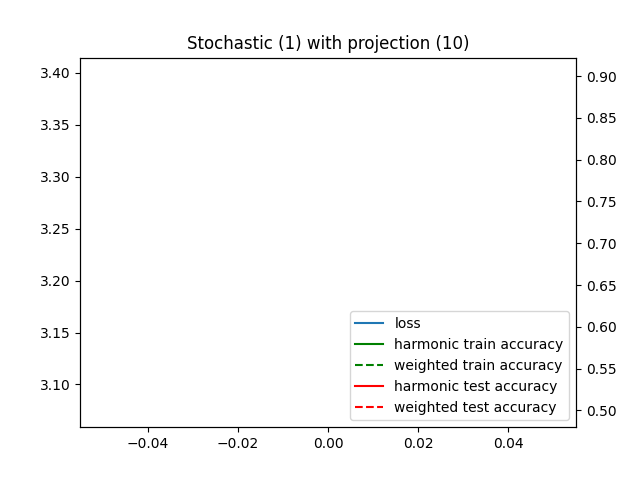 Stochastic (1) with projection (10)
3.40
3.35
3.30
3.25
3.20
3.15
3.10
0.90
0.85
0.80
0.75
0.70
0.65
0.60
0.55
0.50
loss
harmonic train accuracy
weighted train accuracy
harmonic test accuracy
weighted test accuracy
−0.04 −0.02 0.00 0.02 0.04